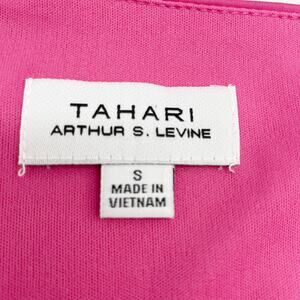 TAHARI
ARTHUR S. LEVINE
S
MADE IN
VIETNAM